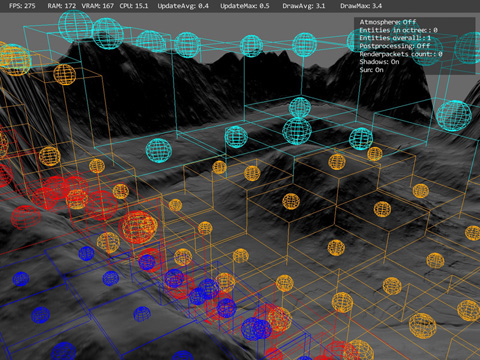 FPS: 275 RAM: 172 VRAM: 167 CPU: 15.1 UpdateAvg: 0.4 UpdateMax: 0.5 DrawAvg: 3.1 DrawMax: 3.4
Atmosphere: Off
Entities in octree: : 0
Entities overall: : 1
Postprocessing: Off
Renderpackets count: : 0
Shadows: On
Sun: On